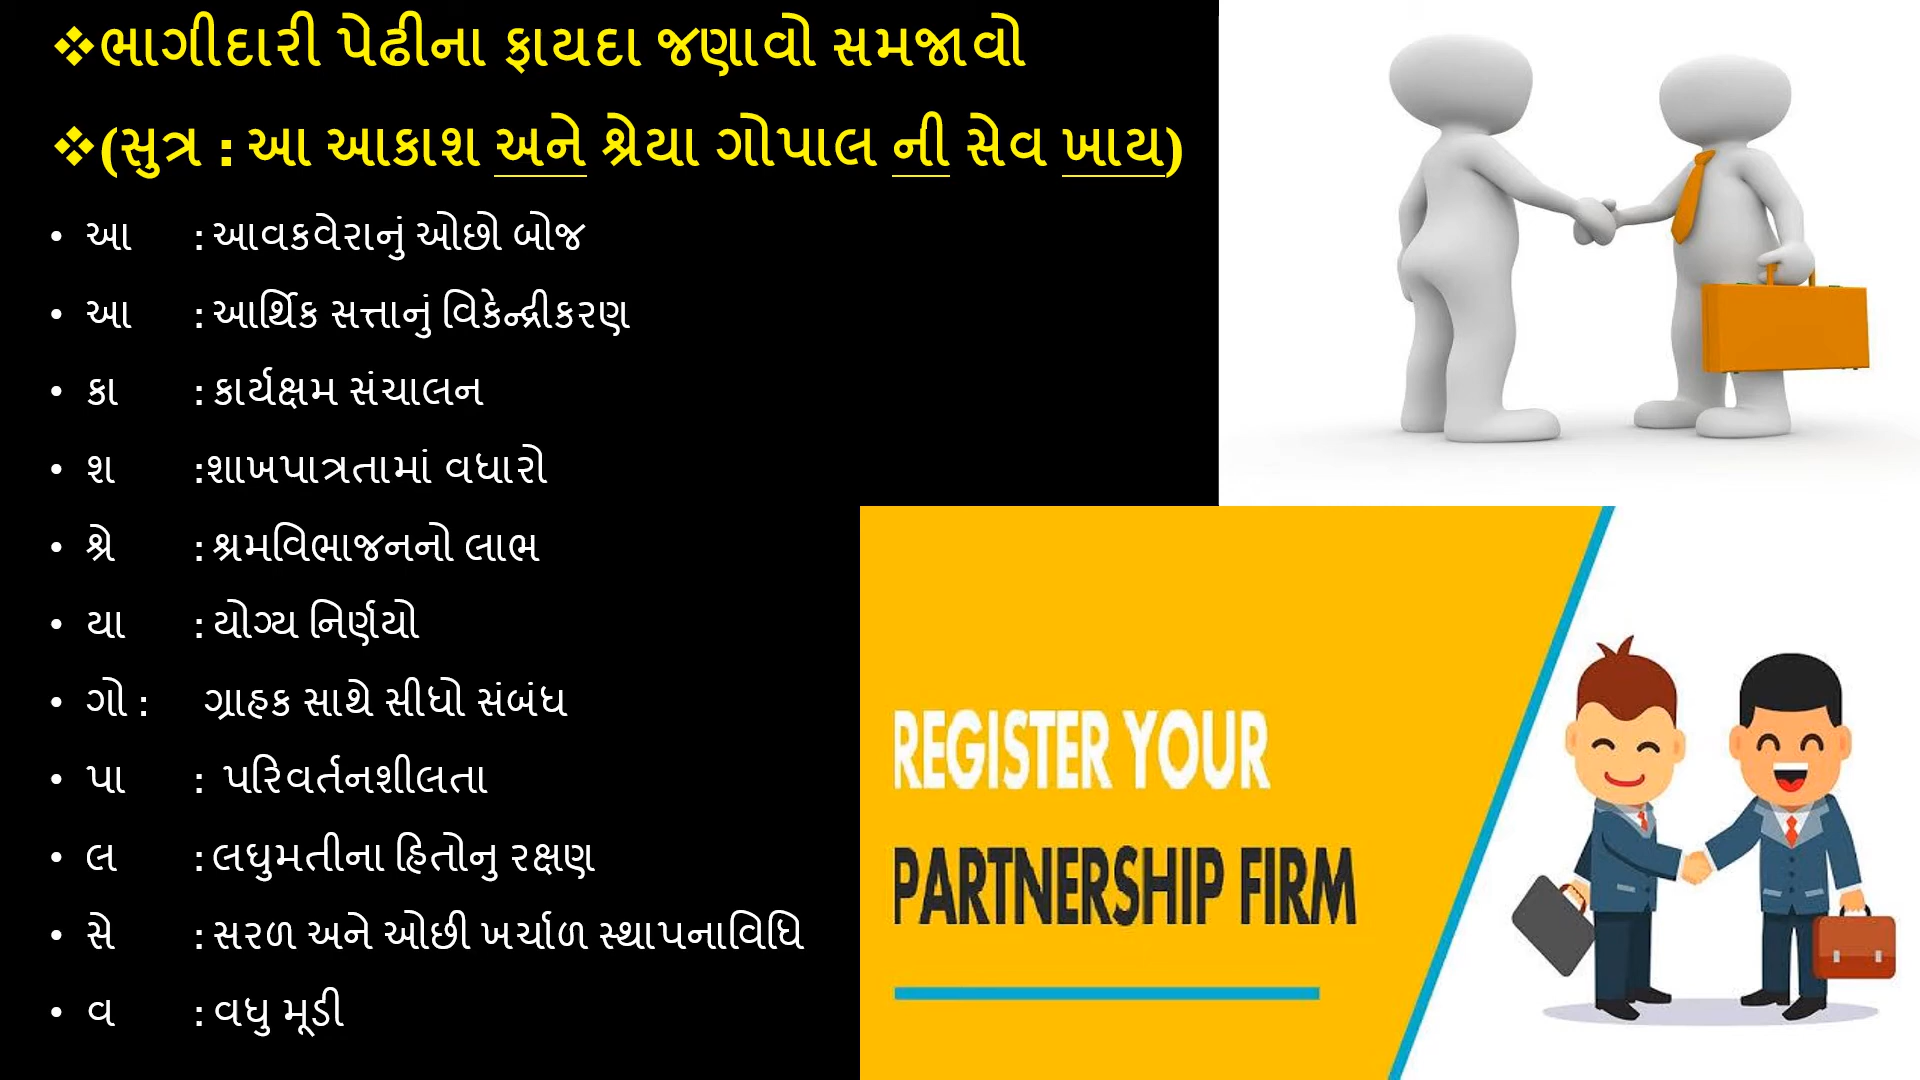 ❖ભાગીદારી પેઢીના ફાયદા જણાવો સમજાવો
❖(સુત્ર : આ આકાશ અને શ્રેયા ગોપાલ ની સેવ ખાય)
• આ : આવકવેરાનું ઓછો બોજ
• આ : આર્થિક સત્તાનું વિકેન્દ્રીકરણ
• કા : કાર્યક્ષમ સંચાલન
• શ :શાખપાત્રતામાં વધારો
• શ્રે : શ્રમવિભાજનનો લાભ
• યા : યોગ્ય નિર્ણયો
• ગો : ગ્રાહક સાથે સીધો સંબંધ
• પા : પરિવર્તનશીલતા
• લ : લઘુમતીના હિતોનુ રક્ષણ
• સે : સરળ અને ઓછી ખર્ચાળ સ્થાપનાવિધિ
• વ : વધુ મૂડી
REGISTER YOUR
PARTNERSHIP FIRM